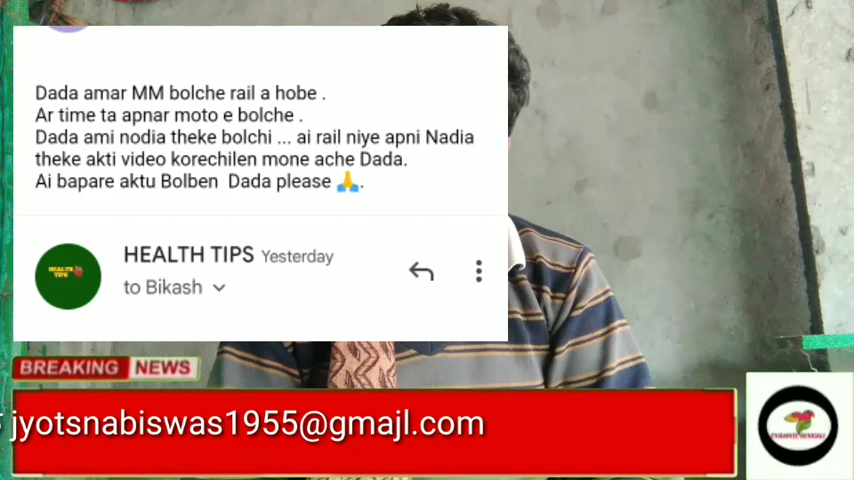 Dada amar MM bolche rail a hobe .
Ar time ta apnar moto e bolche .
Dada ami nodia theke bolchi ... ai rail niye apni Nadia
theke akti video korechilen mone ache Dada.
Ai bapare aktu Bolben Dada please 🙏.
HEALTH TIPS Yesterday
to Bikash
HEALTH
TIPS
BREAKING NEWS
jyotsnabiswas1955@gmajl.com